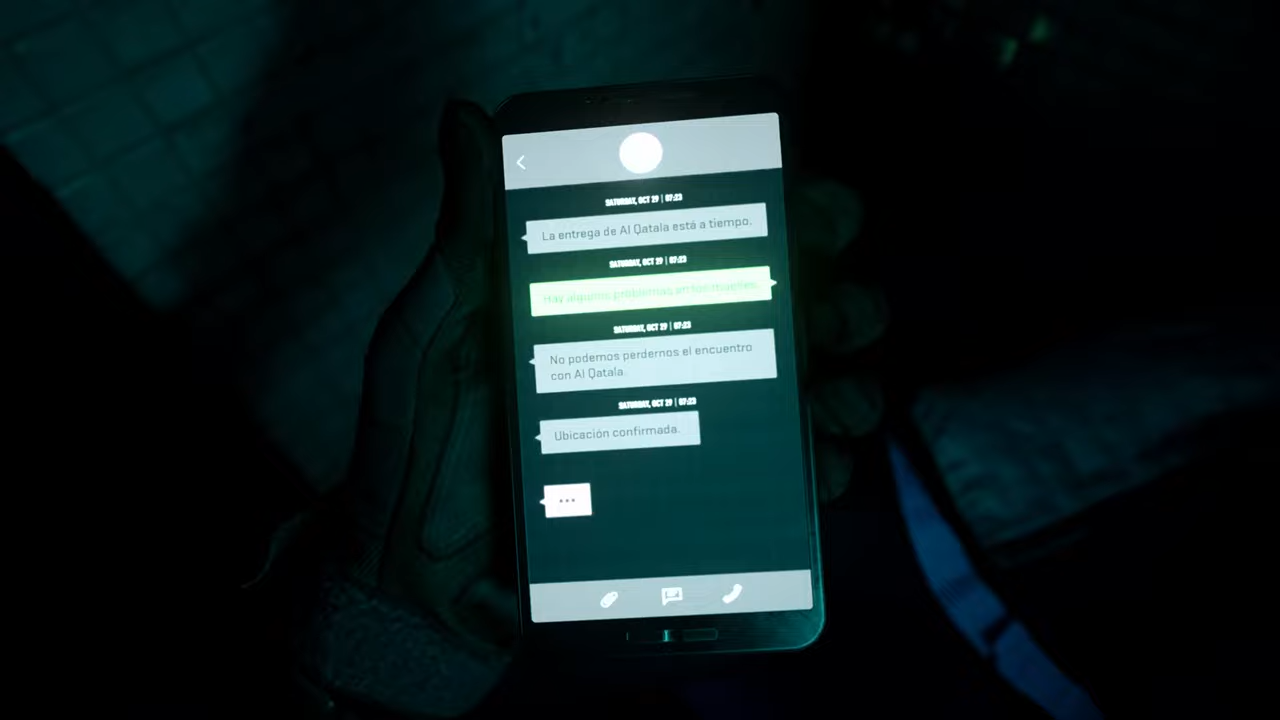 SATURDAY, OCT 29 | 07:23
La entrega de Al Qatala está a tiempo.
SATURDAY, OCT 29 | 07:23
Hay algunos problemas en los muelles.
SATURDAY, OCT 29 | 07:23
No podemos perdernos el encuentro
con Al Qatala.
SATURDAY, OCT 29 | 07:23
Ubicación confirmada.
...